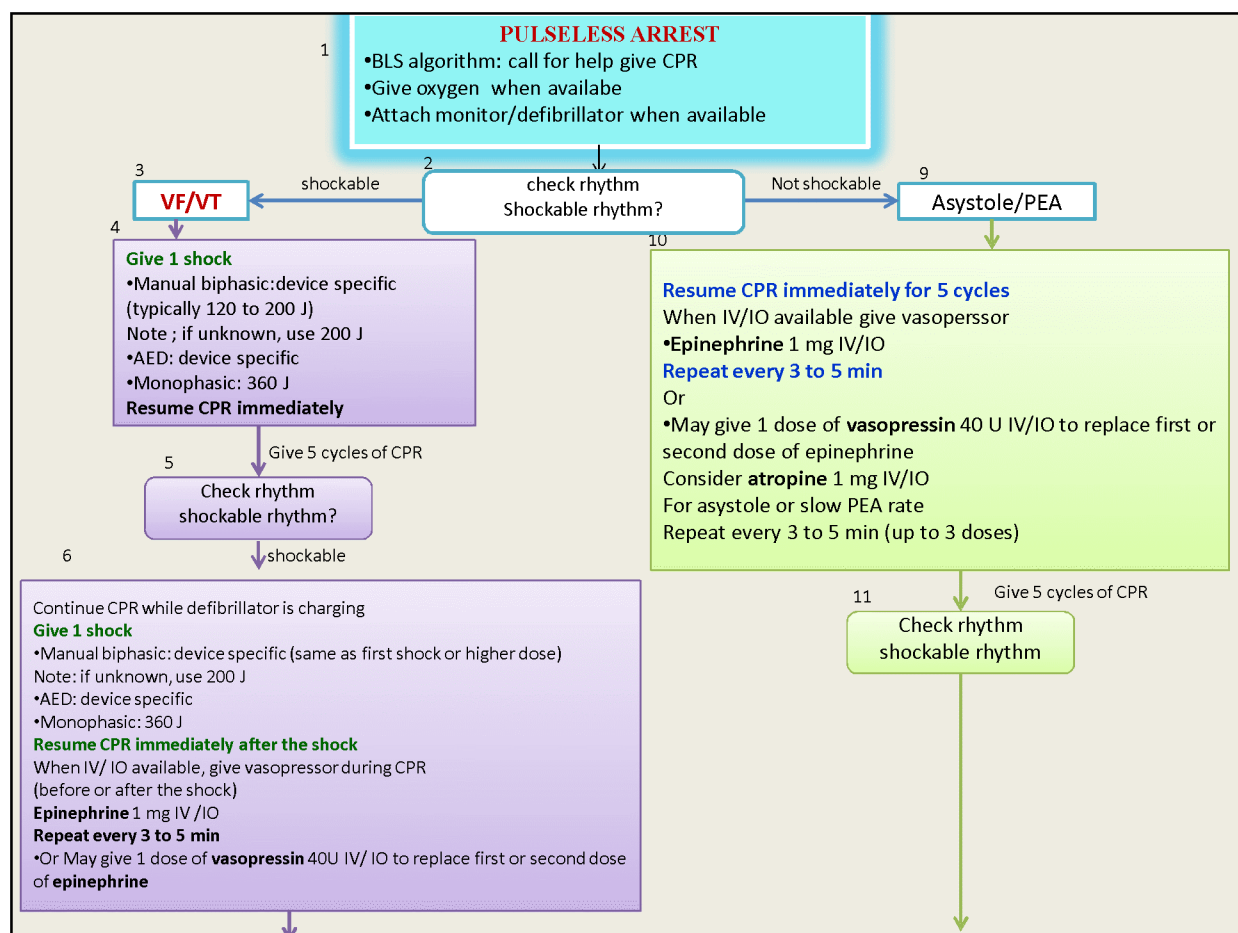 1
PULSELESS ARREST
•BLS algorithm: call for help give CPR
•Give oxygen when availabe
•Attach monitor/defibrillator when available
2
check rhythm
Shockable rhythm?
shockable
Not shockable
3
VF/VT
4
Give 1 shock
•Manual biphasic:device specific
(typically 120 to 200 J)
Note ; if unknown, use 200 J
•AED: device specific
•Monophasic: 360 J
Resume CPR immediately
Give 5 cycles of CPR
5
Check rhythm
shockable rhythm?
shockable
6
Continue CPR while defibrillator is charging
Give 1 shock
•Manual biphasic: device specific (same as first shock or higher dose)
Note: if unknown, use 200 J
•AED: device specific
•Monophasic: 360 J
Resume CPR immediately after the shock
When IV/ IO available, give vasopressor during CPR
(before or after the shock)
Epinephrine 1 mg IV /IO
Repeat every 3 to 5 min
•Or May give 1 dose of vasopressin 40U IV/ IO to replace first or second dose
of epinephrine
9
Asystole/PEA
10
Resume CPR immediately for 5 cycles
When IV/IO available give vasoperssor
•Epinephrine 1 mg IV/IO
Repeat every 3 to 5 min
Or
•May give 1 dose of vasopressin 40 U IV/IO to replace first or
second dose of epinephrine
Consider atropine 1 mg IV/IO
For asystole or slow PEA rate
Repeat every 3 to 5 min (up to 3 doses)
Give 5 cycles of CPR
11
Check rhythm
shockable rhythm